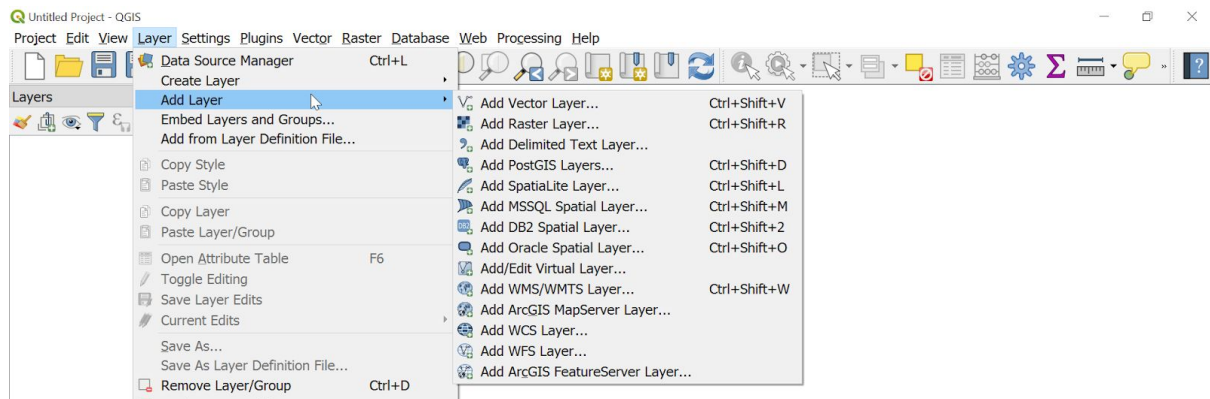 Untitled Project - QGIS
Project Edit View Layer Settings Plugins Vector Raster Database Web Processing Help
Layers
Data Source Manager Ctrl+L
Create Layer
Add Layer
Embed Layers and Groups...
Add from Layer Definition File...
Copy Style
Paste Style
Copy Layer
Paste Layer/Group
Open Attribute Table F6
Toggle Editing
Save Layer Edits
Current Edits
Save As...
Save As Layer Definition File...
Remove Layer/Group Ctrl+D
Add Vector Layer... Ctrl+Shift+V
Add Raster Layer... Ctrl+Shift+R
Add Delimited Text Layer...
Add PostGIS Layers... Ctrl+Shift+D
Add SpatiaLite Layer... Ctrl+Shift+L
Add MSSQL Spatial Layer... Ctrl+Shift+M
Add DB2 Spatial Layer... Ctrl+Shift+2
Add Oracle Spatial Layer... Ctrl+Shift+O
Add/Edit Virtual Layer...
Add WMS/WMTS Layer... Ctrl+Shift+W
Add ArcGIS MapServer Layer...
Add WCS Layer...
Add WFS Layer...
Add ArcGIS FeatureServer Layer...